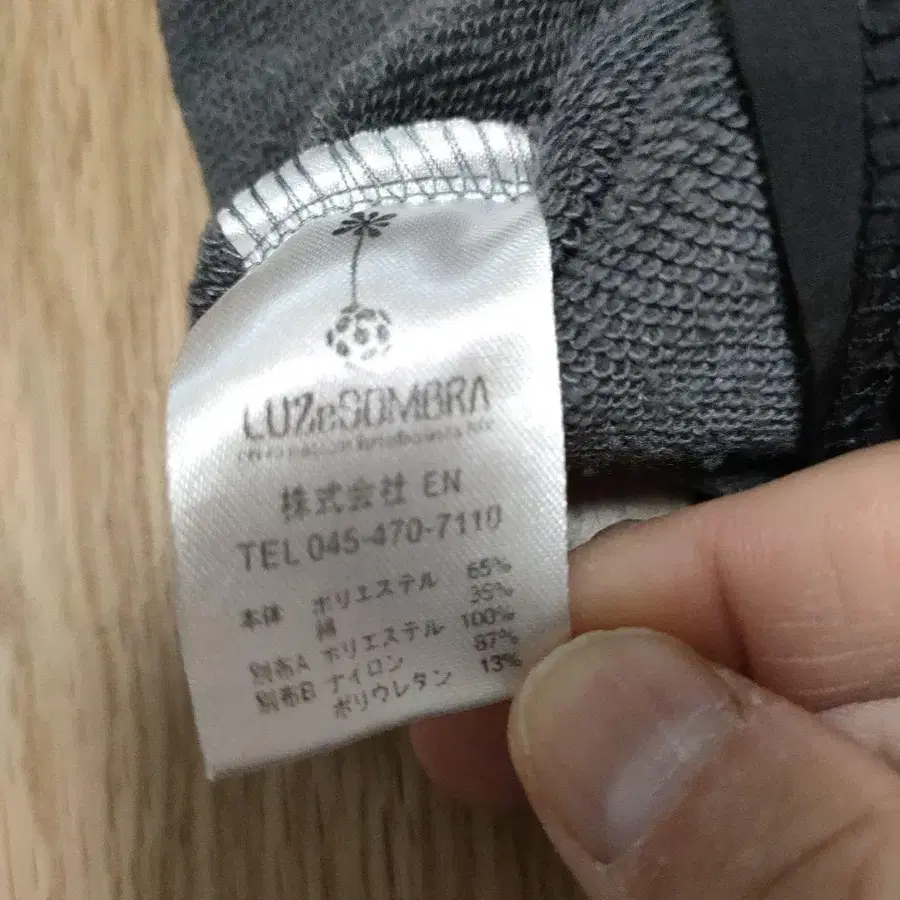 LUZeSOMBRA
株式会社 EN
TEL 045-470-7110
本体 ポリエステル 65%
綿 35%
別布A ポリエステル 100%
別布B ナイロン 87%
ポリウレタン 13%